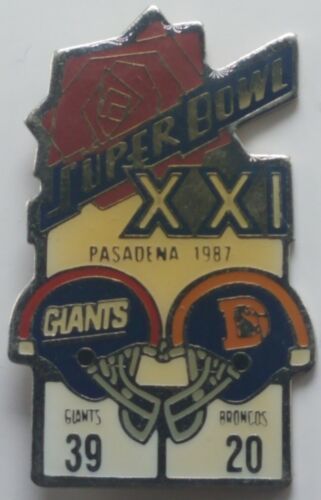 SUPER BOWL
XXI
PASADENA 1987
GIANTS
GIANTS BRONCOS
39 20